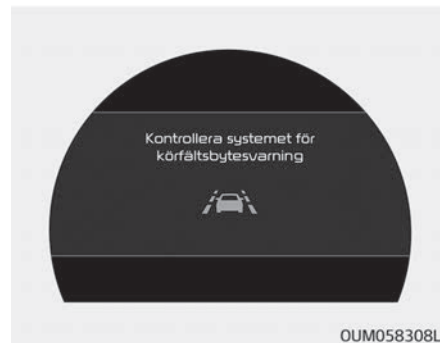 Kontrollera systemet för
körfältsbytesvarning
OUM058308L